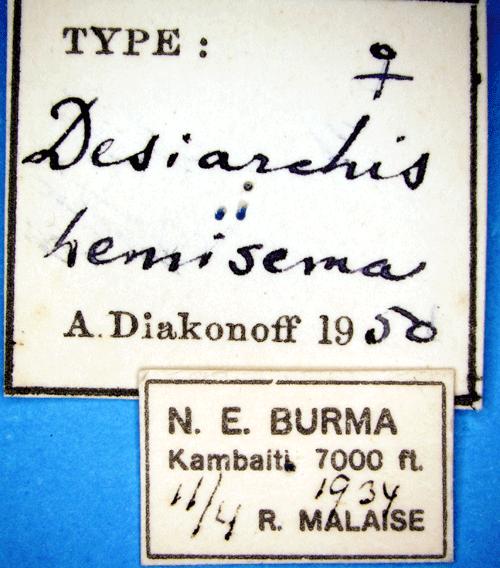 TYPE : ♀
Desiarchis
hemisema
A. Diakonoff 1950
N. E. BURMA
Kambaiti. 7000 ft.
11/4 1934
R. MALAISE